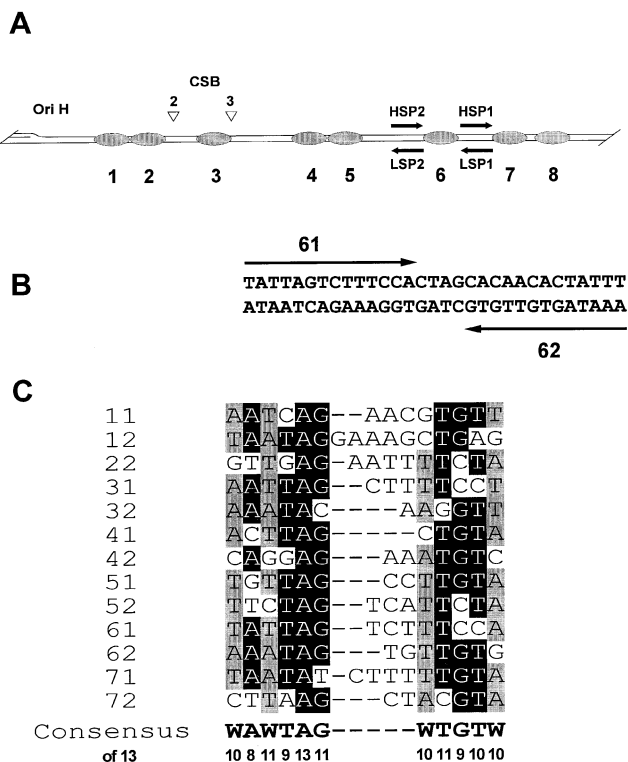 A
CSB
Ori H 2 3 HSP2 HSP1
LSP2 LSP1
1 2 3 4 5 6 7 8
61
B
TATTAGTCTTTCCACTAGCACAACACTATTT
ATAATCAGAAAGGTGATCGTGTTGTGATAAA
62
C
11 AATCAG--AACGTGTT
12 TAATAGGAAAGCTGAG
22 GTTGAG-AATTTTCTA
31 AATTAG--CTTTTCCT
32 AAATAC----AAGGTT
41 ACTTAG-----CTGTA
42 CAGGAG---AAATGTC
51 TGTTAG---CCTTGTA
52 TTCTAG--TCATTCTA
61 TATTAG--TCTTTCCA
62 AAATAG---TGTTGTG
71 TAATAT-CTTTTTGTA
72 CTTAAG---CTACGTA
Consensus WAWTAG-----WTGTW
of 13 10 8 11 9 13 11 10 11 9 10 10